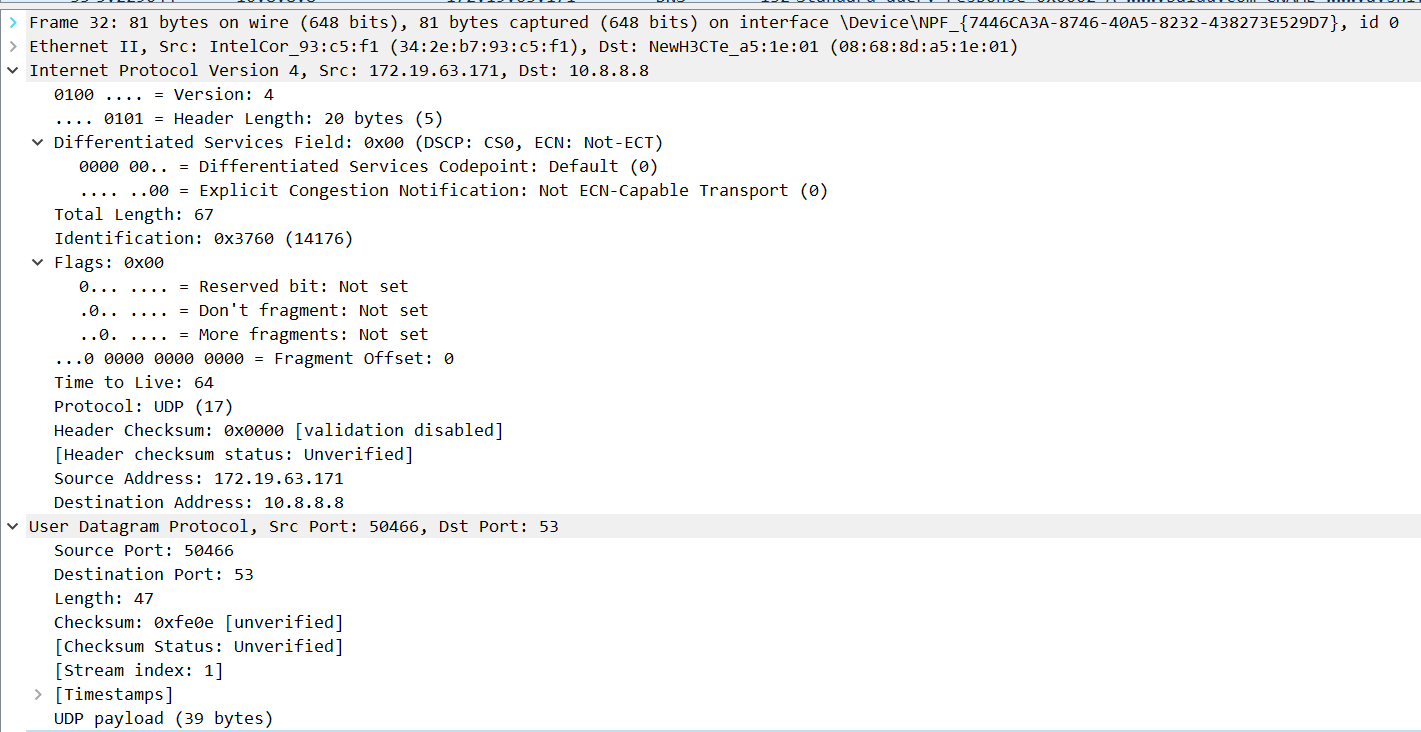 Frame 32: 81 bytes on wire (648 bits), 81 bytes captured (648 bits) on interface \Device\NPF_{7446CA3A-8746-40A5-8232-438273E529D7}, id 0
Ethernet II, Src: IntelCor_93:c5:f1 (34:2e:b7:93:c5:f1), Dst: NewH3CTe_a5:1e:01 (08:68:8d:a5:1e:01)
Internet Protocol Version 4, Src: 172.19.63.171, Dst: 10.8.8.8
0100 .... = Version: 4
.... 0101 = Header Length: 20 bytes (5)
Differentiated Services Field: 0x00 (DSCP: CS0, ECN: Not-ECT)
0000 00.. = Differentiated Services Codepoint: Default (0)
.... ..00 = Explicit Congestion Notification: Not ECN-Capable Transport (0)
Total Length: 67
Identification: 0x3760 (14176)
Flags: 0x00
0... .... = Reserved bit: Not set
.0.. .... = Don't fragment: Not set
..0. .... = More fragments: Not set
...0 0000 0000 0000 = Fragment Offset: 0
Time to Live: 64
Protocol: UDP (17)
Header Checksum: 0x0000 [validation disabled]
[Header checksum status: Unverified]
Source Address: 172.19.63.171
Destination Address: 10.8.8.8
User Datagram Protocol, Src Port: 50466, Dst Port: 53
Source Port: 50466
Destination Port: 53
Length: 47
Checksum: 0xfe0e [unverified]
[Checksum Status: Unverified]
[Stream index: 1]
[Timestamps]
UDP payload (39 bytes)